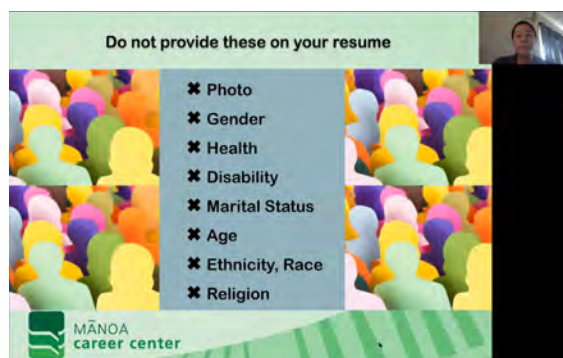 Do not provide these on your resume
✖ Photo
✖ Gender
✖ Health
✖ Disability
✖ Marital Status
✖ Age
✖ Ethnicity, Race
✖ Religion
MĀNOA
career center